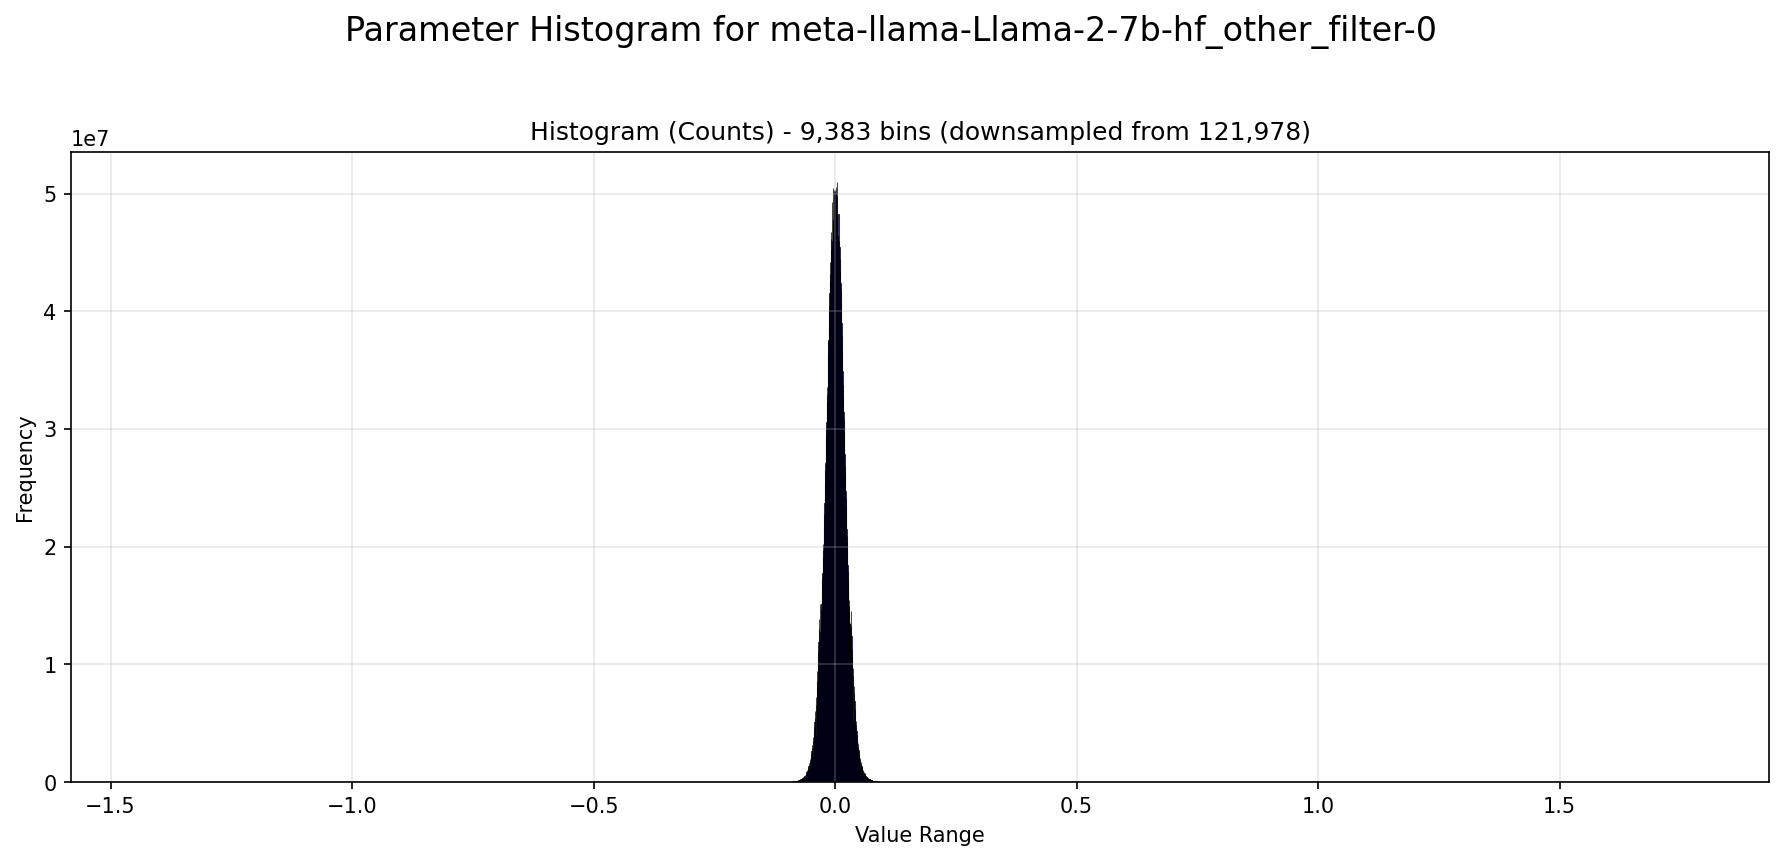 Parameter Histogram for meta-llama-Llama-2-7b-hf_other_filter-0
Histogram (Counts) - 9,383 bins (downsampled from 121,978)
1e7
5
4
3
2
1
0
Frequency
−1.5 −1.0 −0.5 0.0 0.5 1.0 1.5
Value Range